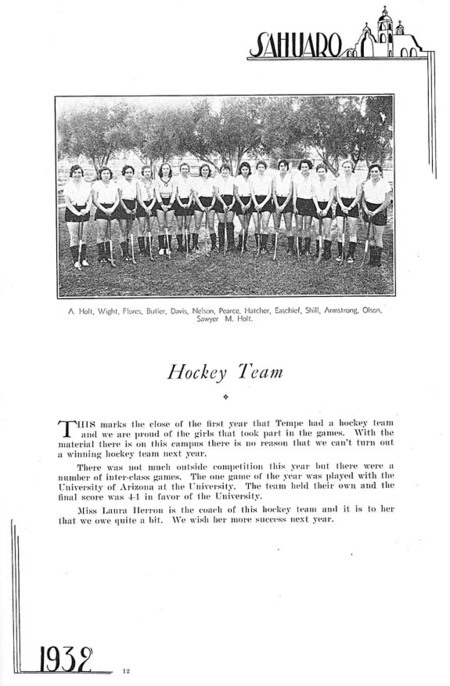 SAHUARO
A. Holt, Wight, Flores, Butler, Davis, Nelson, Pearce, Hatcher, Easchief, Shill, Armstrong, Olson,
Sawyer M. Holt.
Hockey Team
THIS marks the close of the first year that Tempe had a hockey team
and we are proud of the girls that took part in the games. With the
material there is on this campus there is no reason that we can't turn out
a winning hockey team next year.
There was not much outside competition this year but there were a
number of inter-class games. The one game of the year was played with the
University of Arizona at the University. The team held their own and the
final score was 4-1 in favor of the University.
Miss Laura Herron is the coach of this hockey team and it is to her
that we owe quite a bit. We wish her more success next year.
1932
12